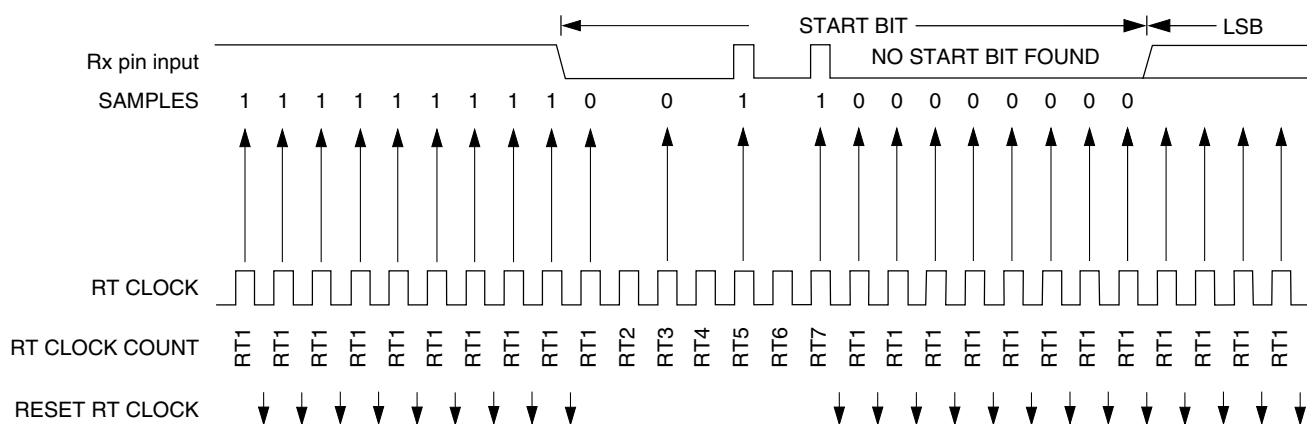 START BIT LSB
Rx pin input NO START BIT FOUND
SAMPLES 1 1 1 1 1 1 1 1 1 0 0 1 1 0 0 0 0 0 0 0 0
RT CLOCK
RT CLOCK COUNT RT1 RT1 RT1 RT1 RT1 RT1 RT1 RT1 RT1 RT1 RT2 RT3 RT4 RT5 RT6 RT7 RT1 RT1 RT1 RT1 RT1 RT1 RT1 RT1 RT1 RT1 RT1 RT1
RESET RT CLOCK